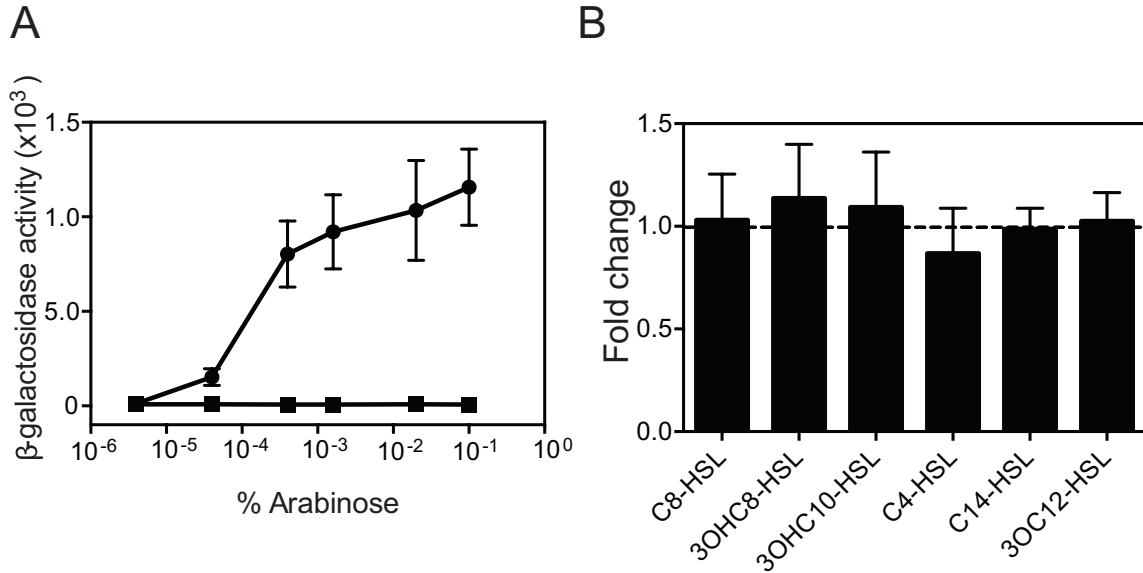 A
B
β-galactosidase activity (x10³)
1.5
1.0
5.0
0
10⁻⁶
10⁻⁵
10⁻⁴
10⁻³
10⁻²
10⁻¹
10⁰
% Arabinose
Fold change
1.5
1.0
0.5
0.0
C8-HSL
3OHC8-HSL
3OHC10-HSL
C4-HSL
C14-HSL
3OC12-HSL